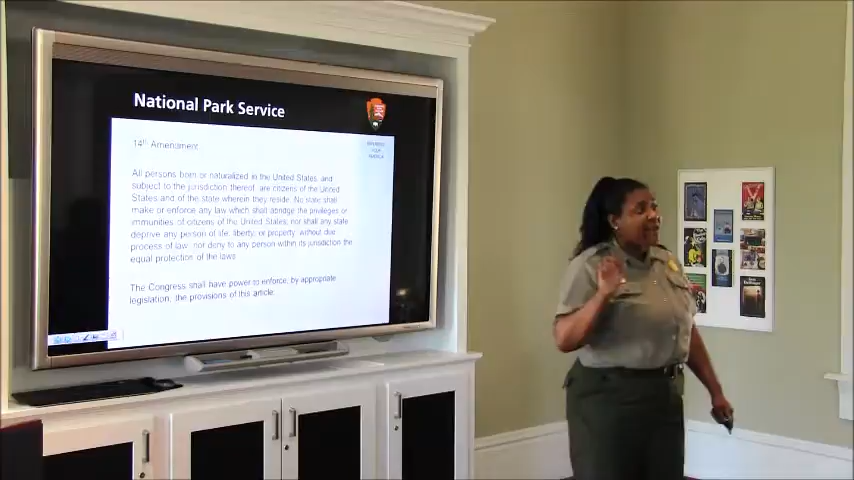 National Park Service
14th Amendment
All persons born or naturalized in the United States, and
subject to the jurisdiction thereof, are citizens of the United
States and of the state wherein they reside. No state shall
make or enforce any law which shall abridge the privileges or
immunities of citizens of the United States; nor shall any state
deprive any person of life, liberty, or property, without due
process of law; nor deny to any person within its jurisdiction the
equal protection of the laws.
The Congress shall have power to enforce, by appropriate
legislation, the provisions of this article.